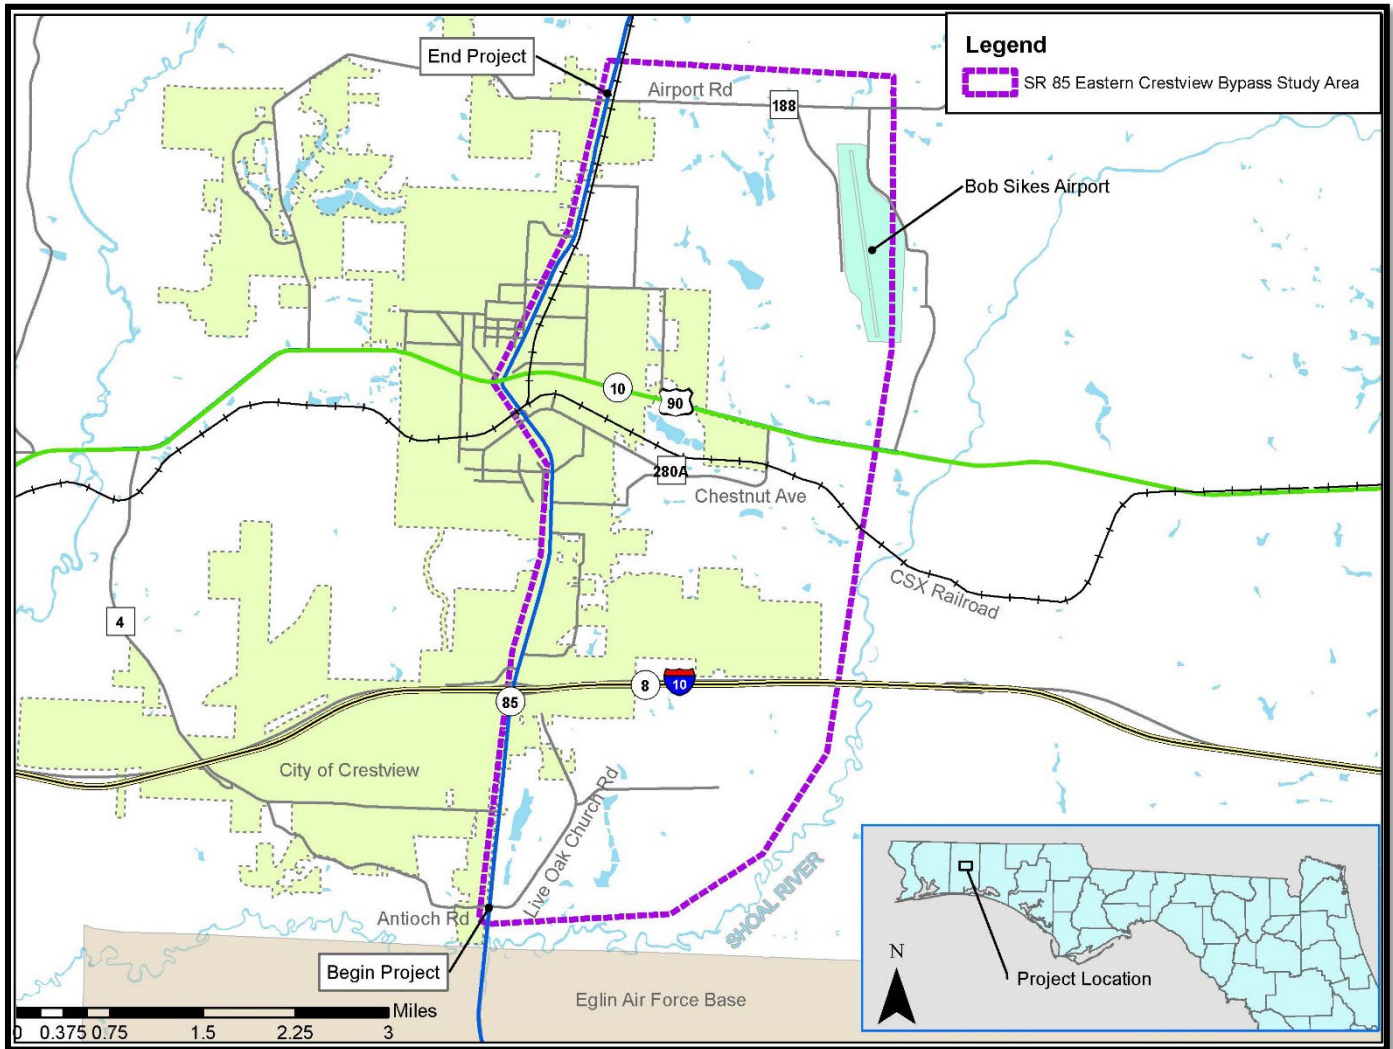 End Project
Airport Rd
188
Legend
SR 85 Eastern Crestview Bypass Study Area
Bob Sikes Airport
10
90
280A
Chestnut Ave
CSX Railroad
4
8
10
85
City of Crestview
Live Oak Church Rd
SHOAL RIVER
Antioch Rd
Begin Project
Eglin Air Force Base
Miles
0 0.375 0.75 1.5 2.25 3
N
Project Location